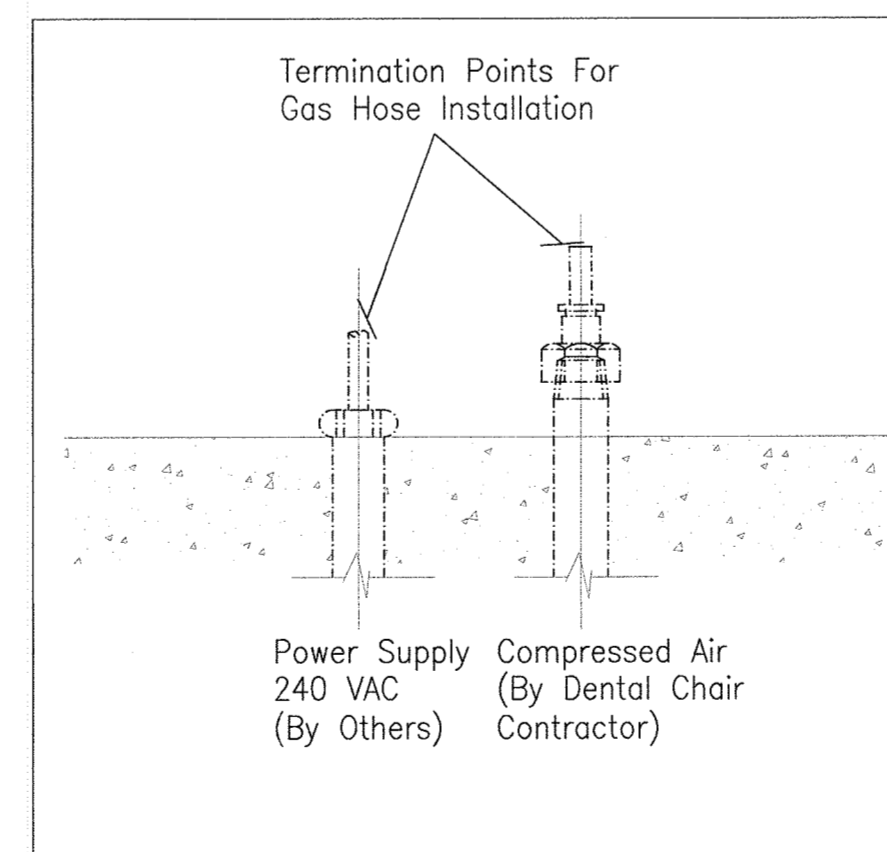 Termination Points For
Gas Hose Installation
Power Supply
240 VAC
(By Others)
Compressed Air
(By Dental Chair
Contractor)